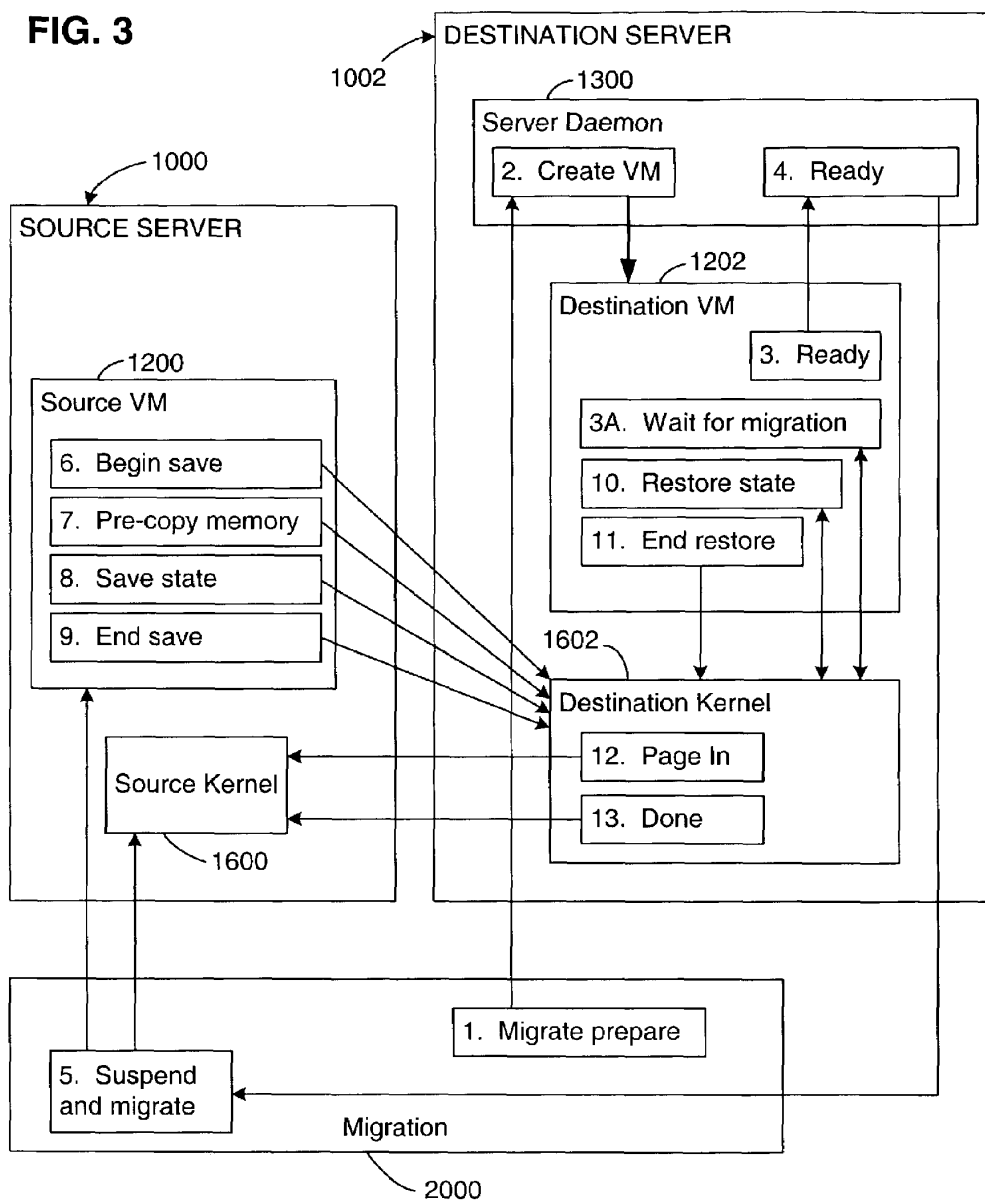 FIG. 3
DESTINATION SERVER
1002
1300
Server Daemon
2. Create VM
4. Ready
1000
SOURCE SERVER
1202
Destination VM
3. Ready
1200
Source VM
3A. Wait for migration
6. Begin save
10. Restore state
7. Pre-copy memory
11. End restore
8. Save state
9. End save
1602
Destination Kernel
12. Page In
Source Kernel
13. Done
1600
1. Migrate prepare
5. Suspend
and migrate
Migration
2000